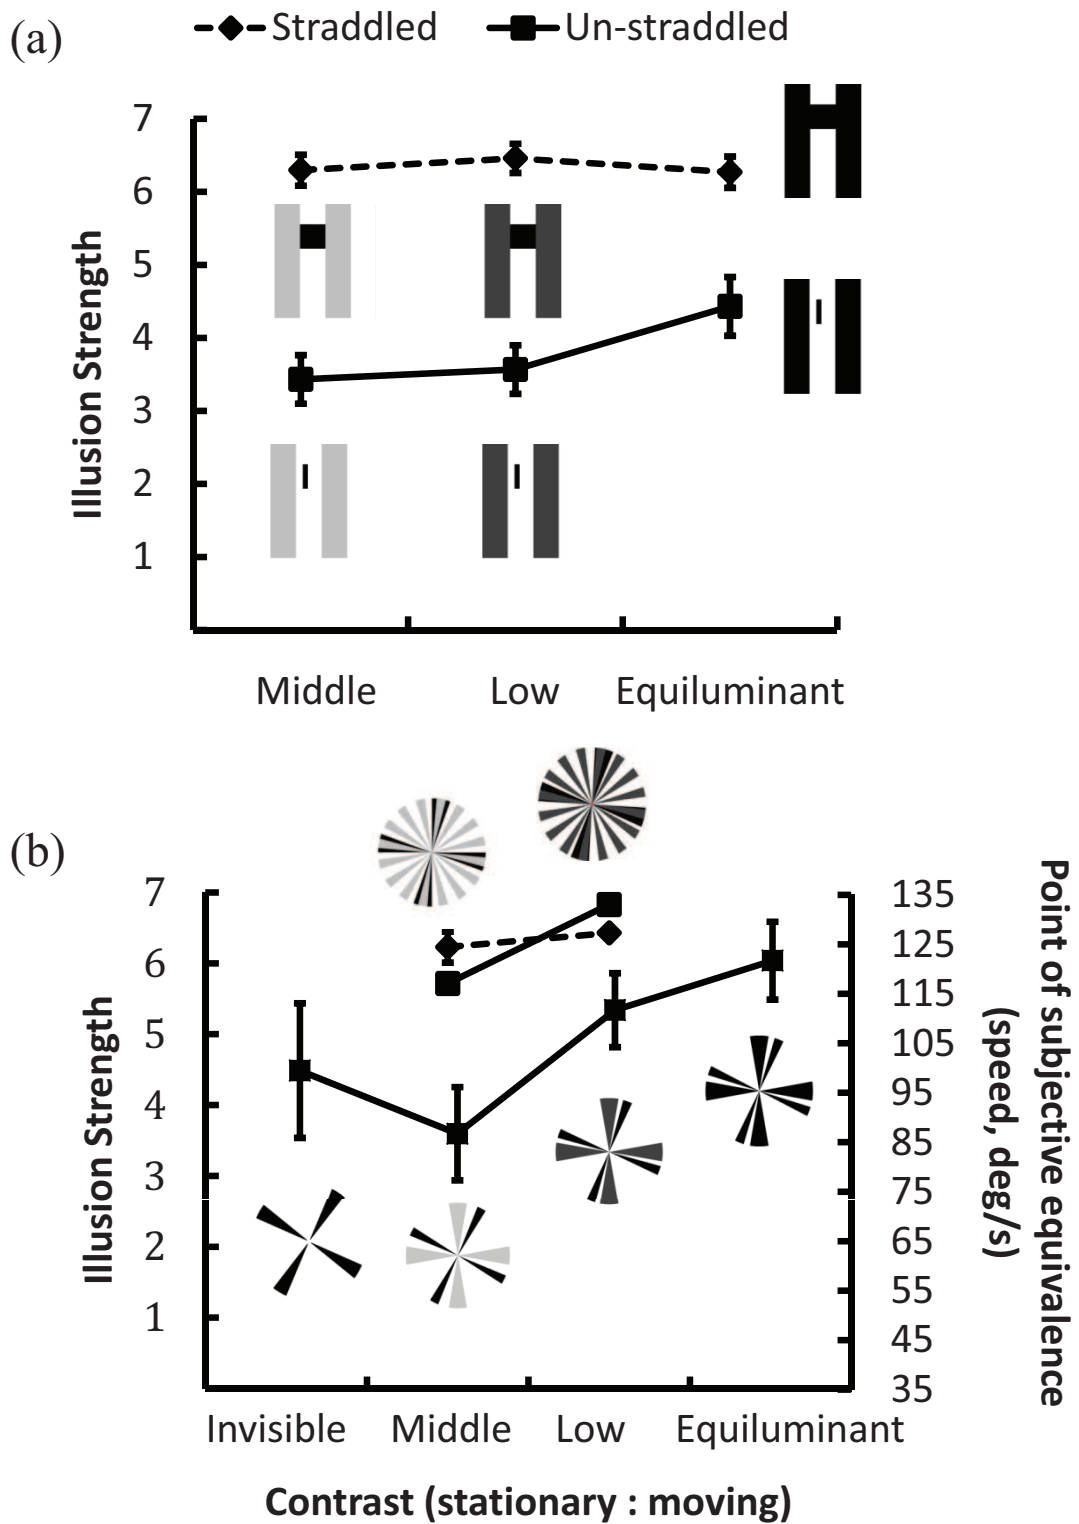 (a)
Straddled
Un-straddled
7
6
5
4
3
2
1
Illusion Strength
Middle
Low
Equiluminant
(b)
7
6
5
4
3
2
1
Illusion Strength
135
125
115
105
95
85
75
65
55
45
35
Point of subjective equivalence
(speed, deg/s)
Invisible
Middle
Low
Equiluminant
Contrast (stationary : moving)